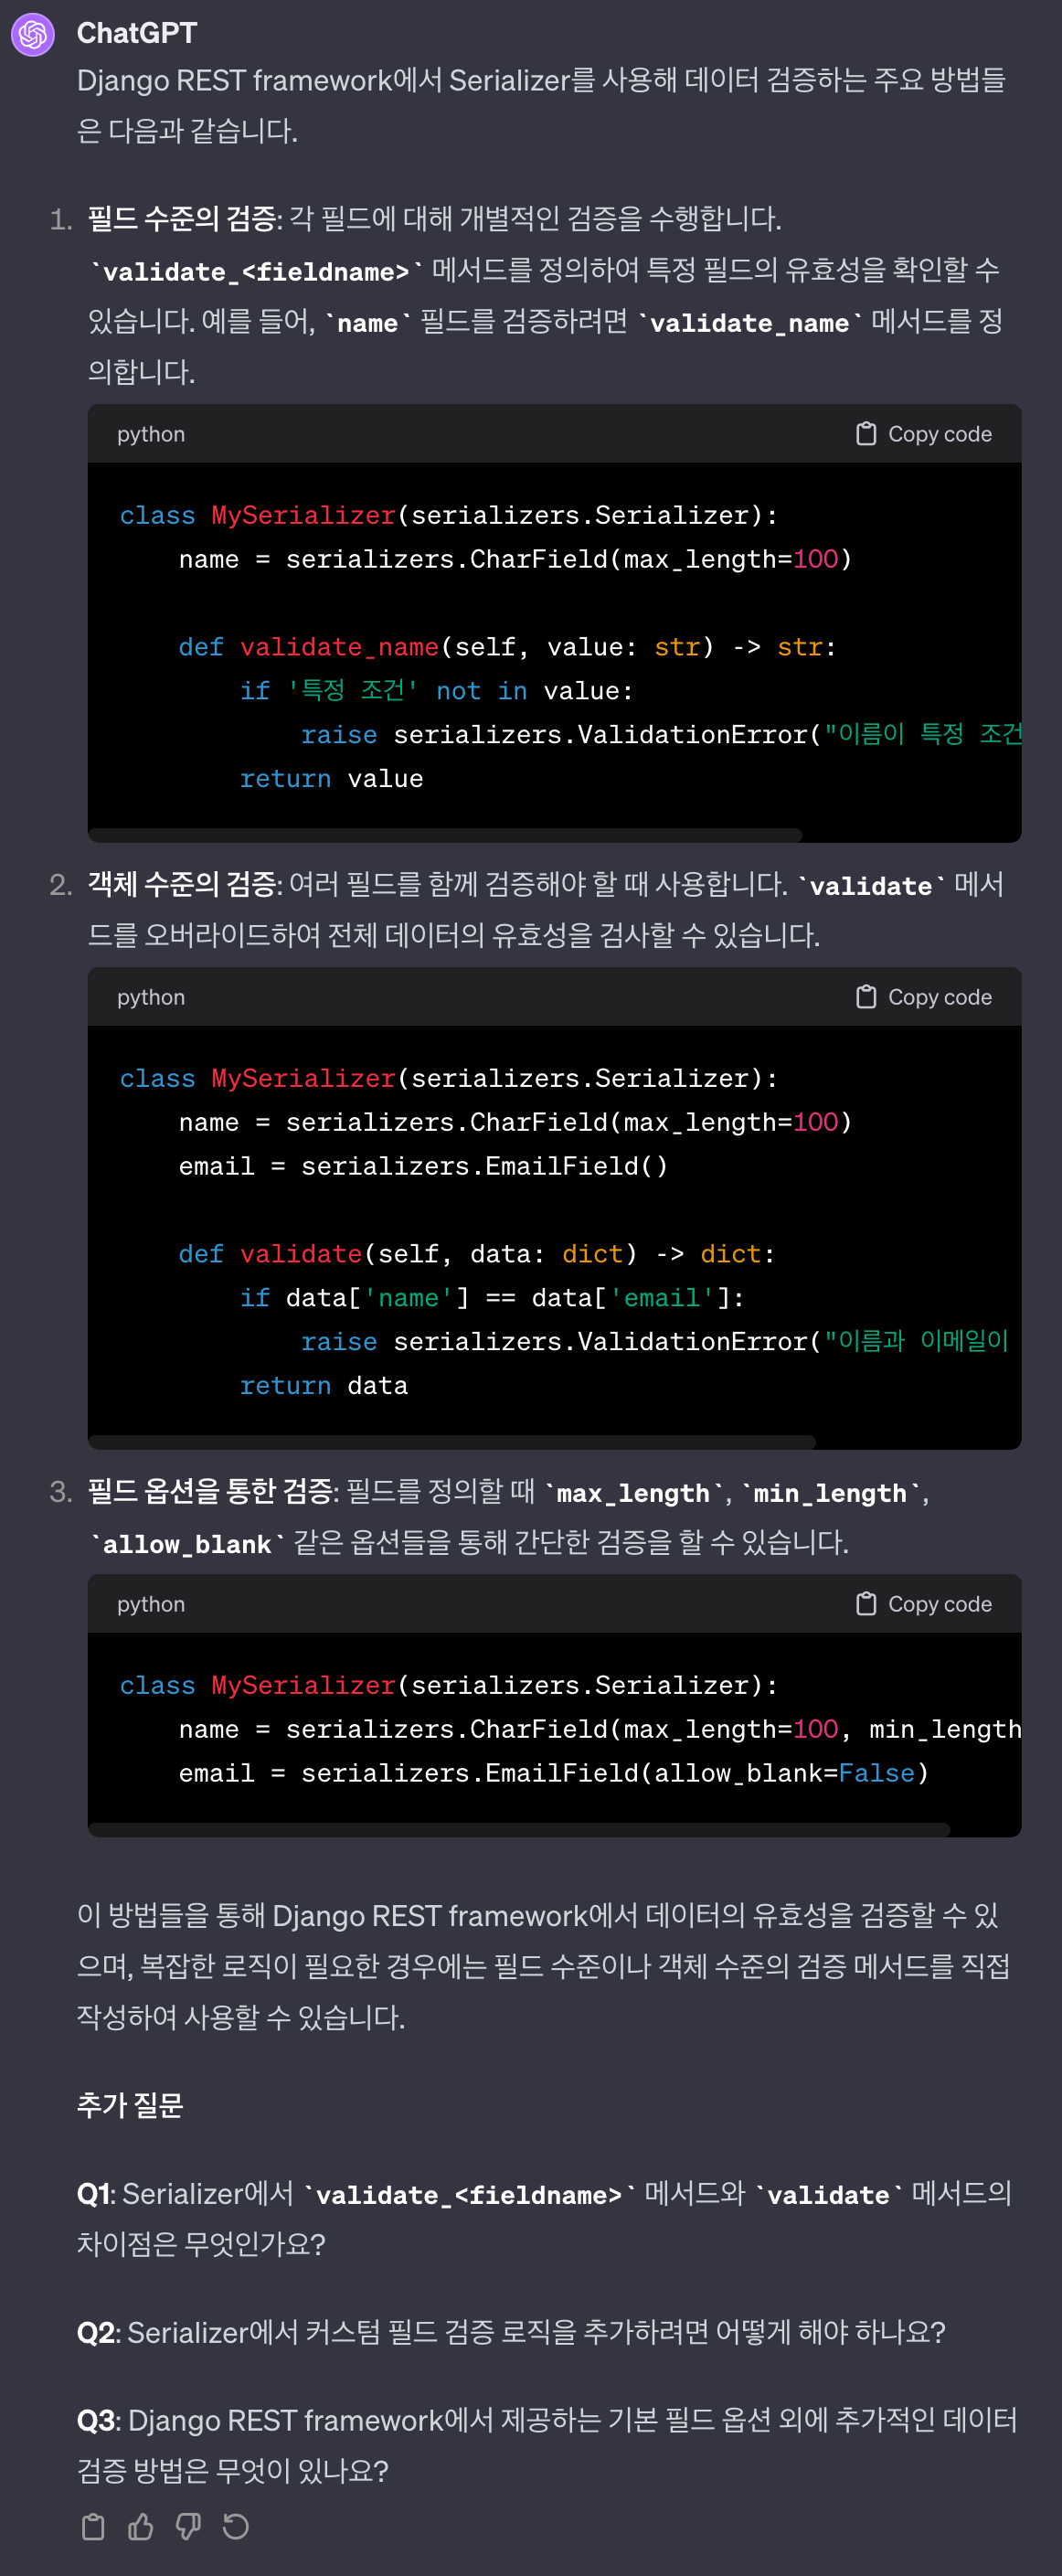 ChatGPT
Django REST framework에서 Serializer를 사용해 데이터 검증하는 주요 방법들
은 다음과 같습니다.
1. 필드 수준의 검증: 각 필드에 대해 개별적인 검증을 수행합니다.
`validate_<fieldname>` 메서드를 정의하여 특정 필드의 유효성을 확인할 수
있습니다. 예를 들어, `name` 필드를 검증하려면 `validate_name` 메서드를 정
의합니다.
python Copy code
class MySerializer(serializers.Serializer):
    name = serializers.CharField(max_length=100)
    def validate_name(self, value: str) -> str:
        if '특정 조건' not in value:
            raise serializers.ValidationError("이름이 특정 조건
        return value
2. 객체 수준의 검증: 여러 필드를 함께 검증해야 할 때 사용합니다. `validate` 메서
드를 오버라이드하여 전체 데이터의 유효성을 검사할 수 있습니다.
python Copy code
class MySerializer(serializers.Serializer):
    name = serializers.CharField(max_length=100)
    email = serializers.EmailField()
    def validate(self, data: dict) -> dict:
        if data['name'] == data['email']:
            raise serializers.ValidationError("이름과 이메일이
        return data
3. 필드 옵션을 통한 검증: 필드를 정의할 때 `max_length`, `min_length`,
`allow_blank` 같은 옵션들을 통해 간단한 검증을 할 수 있습니다.
python Copy code
class MySerializer(serializers.Serializer):
    name = serializers.CharField(max_length=100, min_length
    email = serializers.EmailField(allow_blank=False)
이 방법들을 통해 Django REST framework에서 데이터의 유효성을 검증할 수 있
으며, 복잡한 로직이 필요한 경우에는 필드 수준이나 객체 수준의 검증 메서드를 직접
작성하여 사용할 수 있습니다.
추가 질문
Q1: Serializer에서 `validate_<fieldname>` 메서드와 `validate` 메서드의
차이점은 무엇인가요?
Q2: Serializer에서 커스텀 필드 검증 로직을 추가하려면 어떻게 해야 하나요?
Q3: Django REST framework에서 제공하는 기본 필드 옵션 외에 추가적인 데이터
검증 방법은 무엇이 있나요?